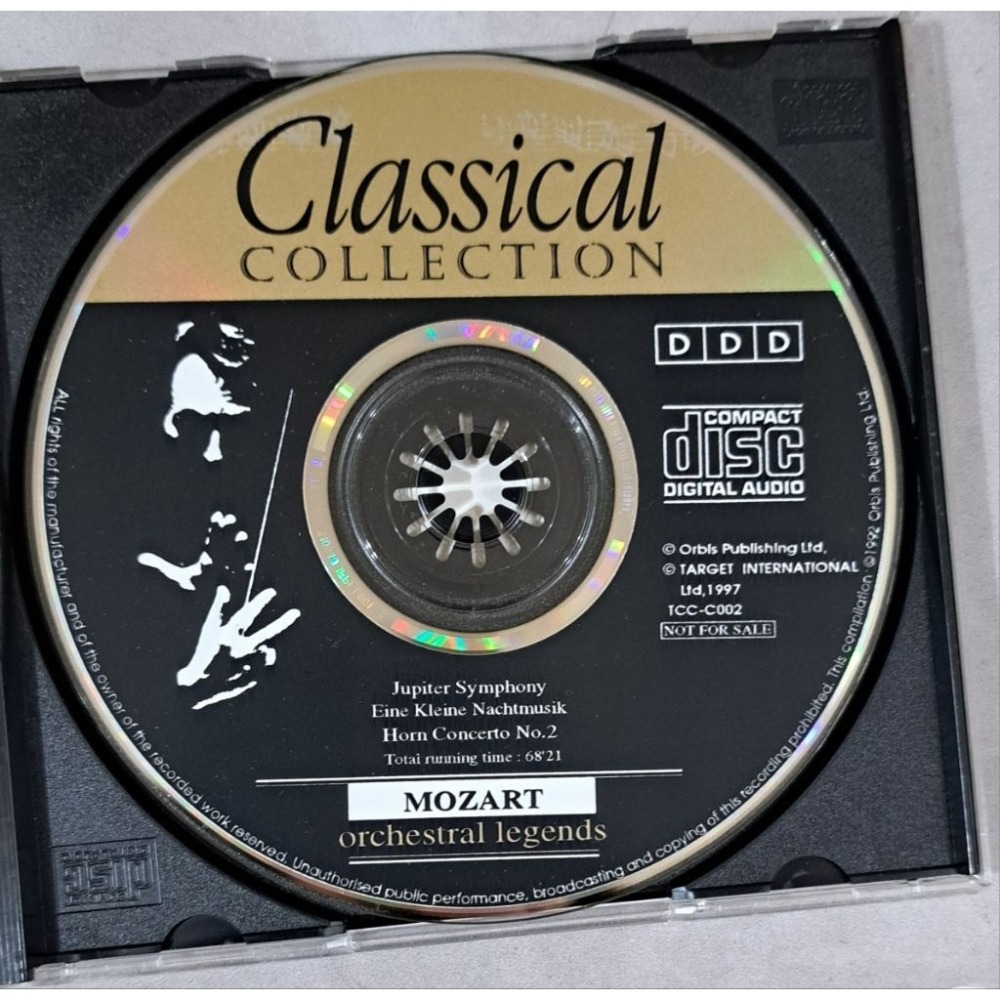 Classical
COLLECTION
D D D
COMPACT
disc
DIGITAL AUDIO
© Orbis Publishing Ltd,
© TARGET INTERNATIONAL
Ltd,1997
TCC-C002
NOT FOR SALE
Jupiter Symphony
Eine Kleine Nachtmusik
Horn Concerto No.2
Total running time : 68'21
MOZART
orchestral legends
ALL rights of the manufacturer and of the owner of the recorded work reserved. Unauthorised public performance, broadcasting and copying of this recording prohibited. This compilation ©1992 Orbis Publishing Ltd.
disc